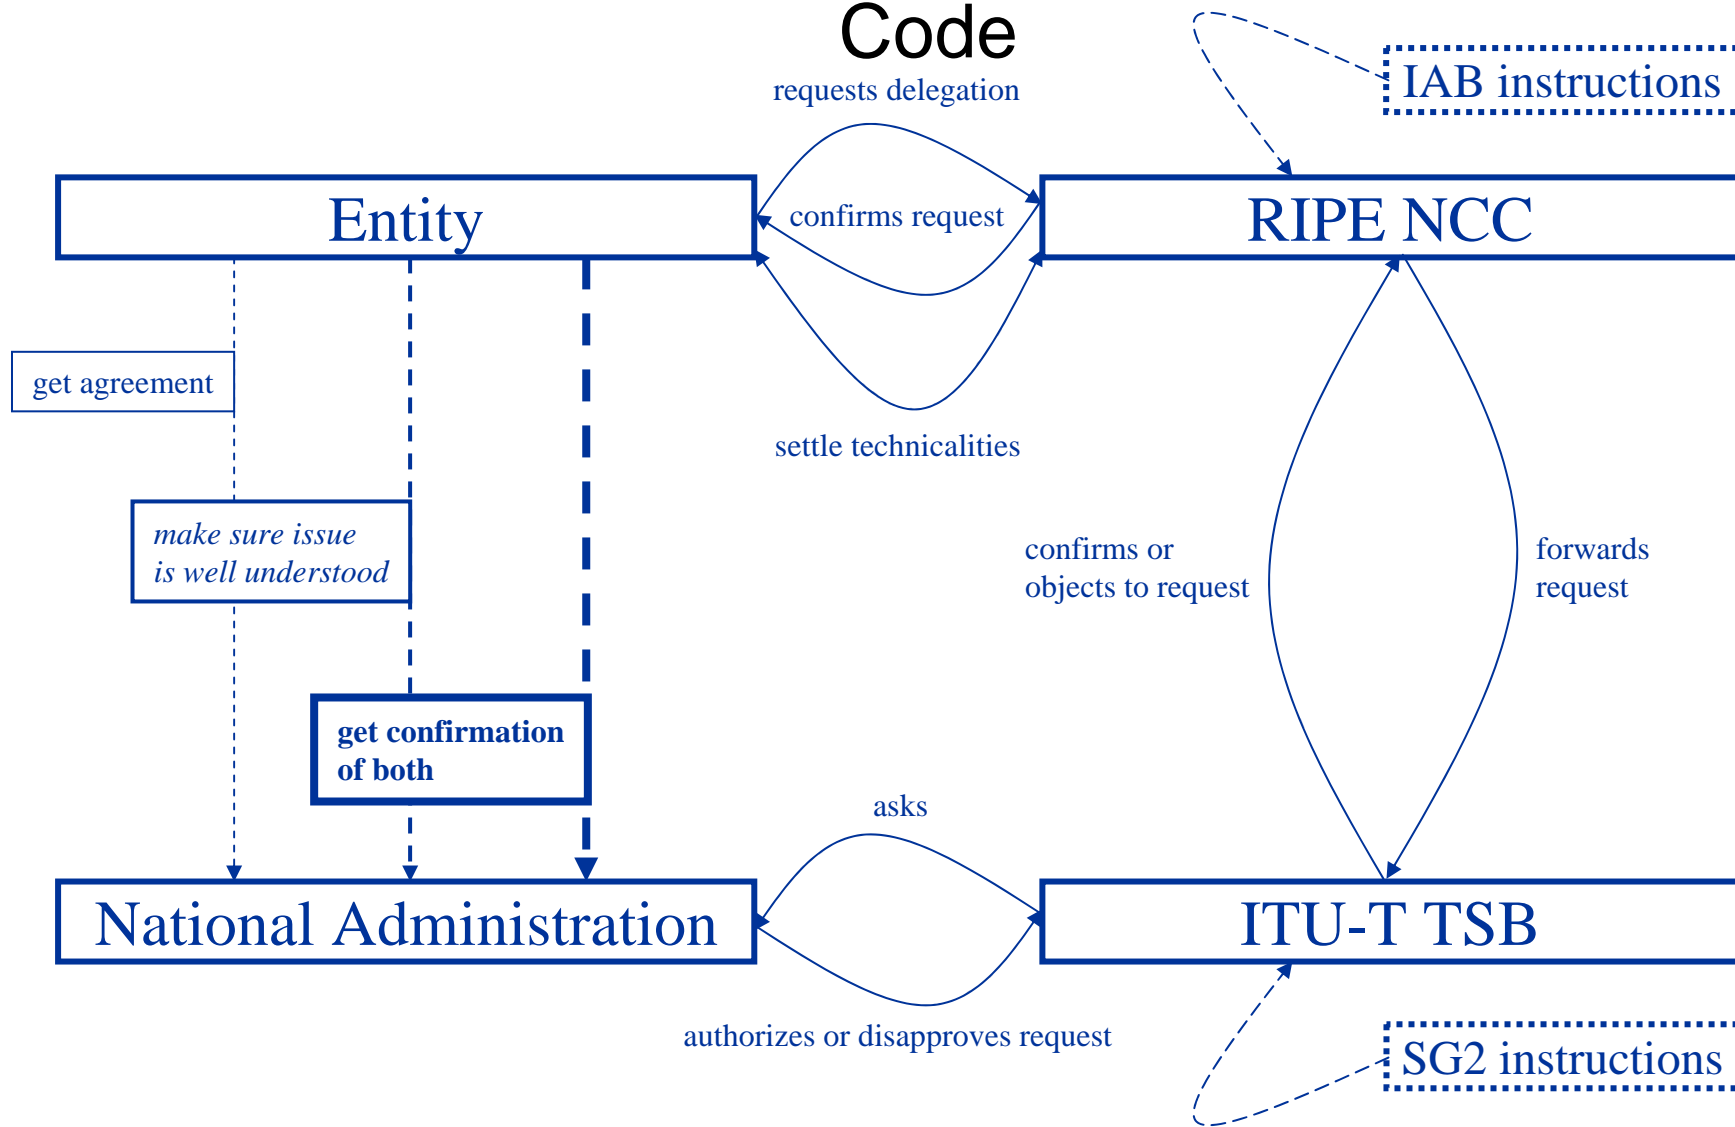 Code
requests delegation
IAB instructions
Entity
confirms request
RIPE NCC
get agreement
settle technicalities
make sure issue
is well understood
confirms or
objects to request
forwards
request
get confirmation
of both
asks
National Administration
ITU-T TSB
authorizes or disapproves request
SG2 instructions